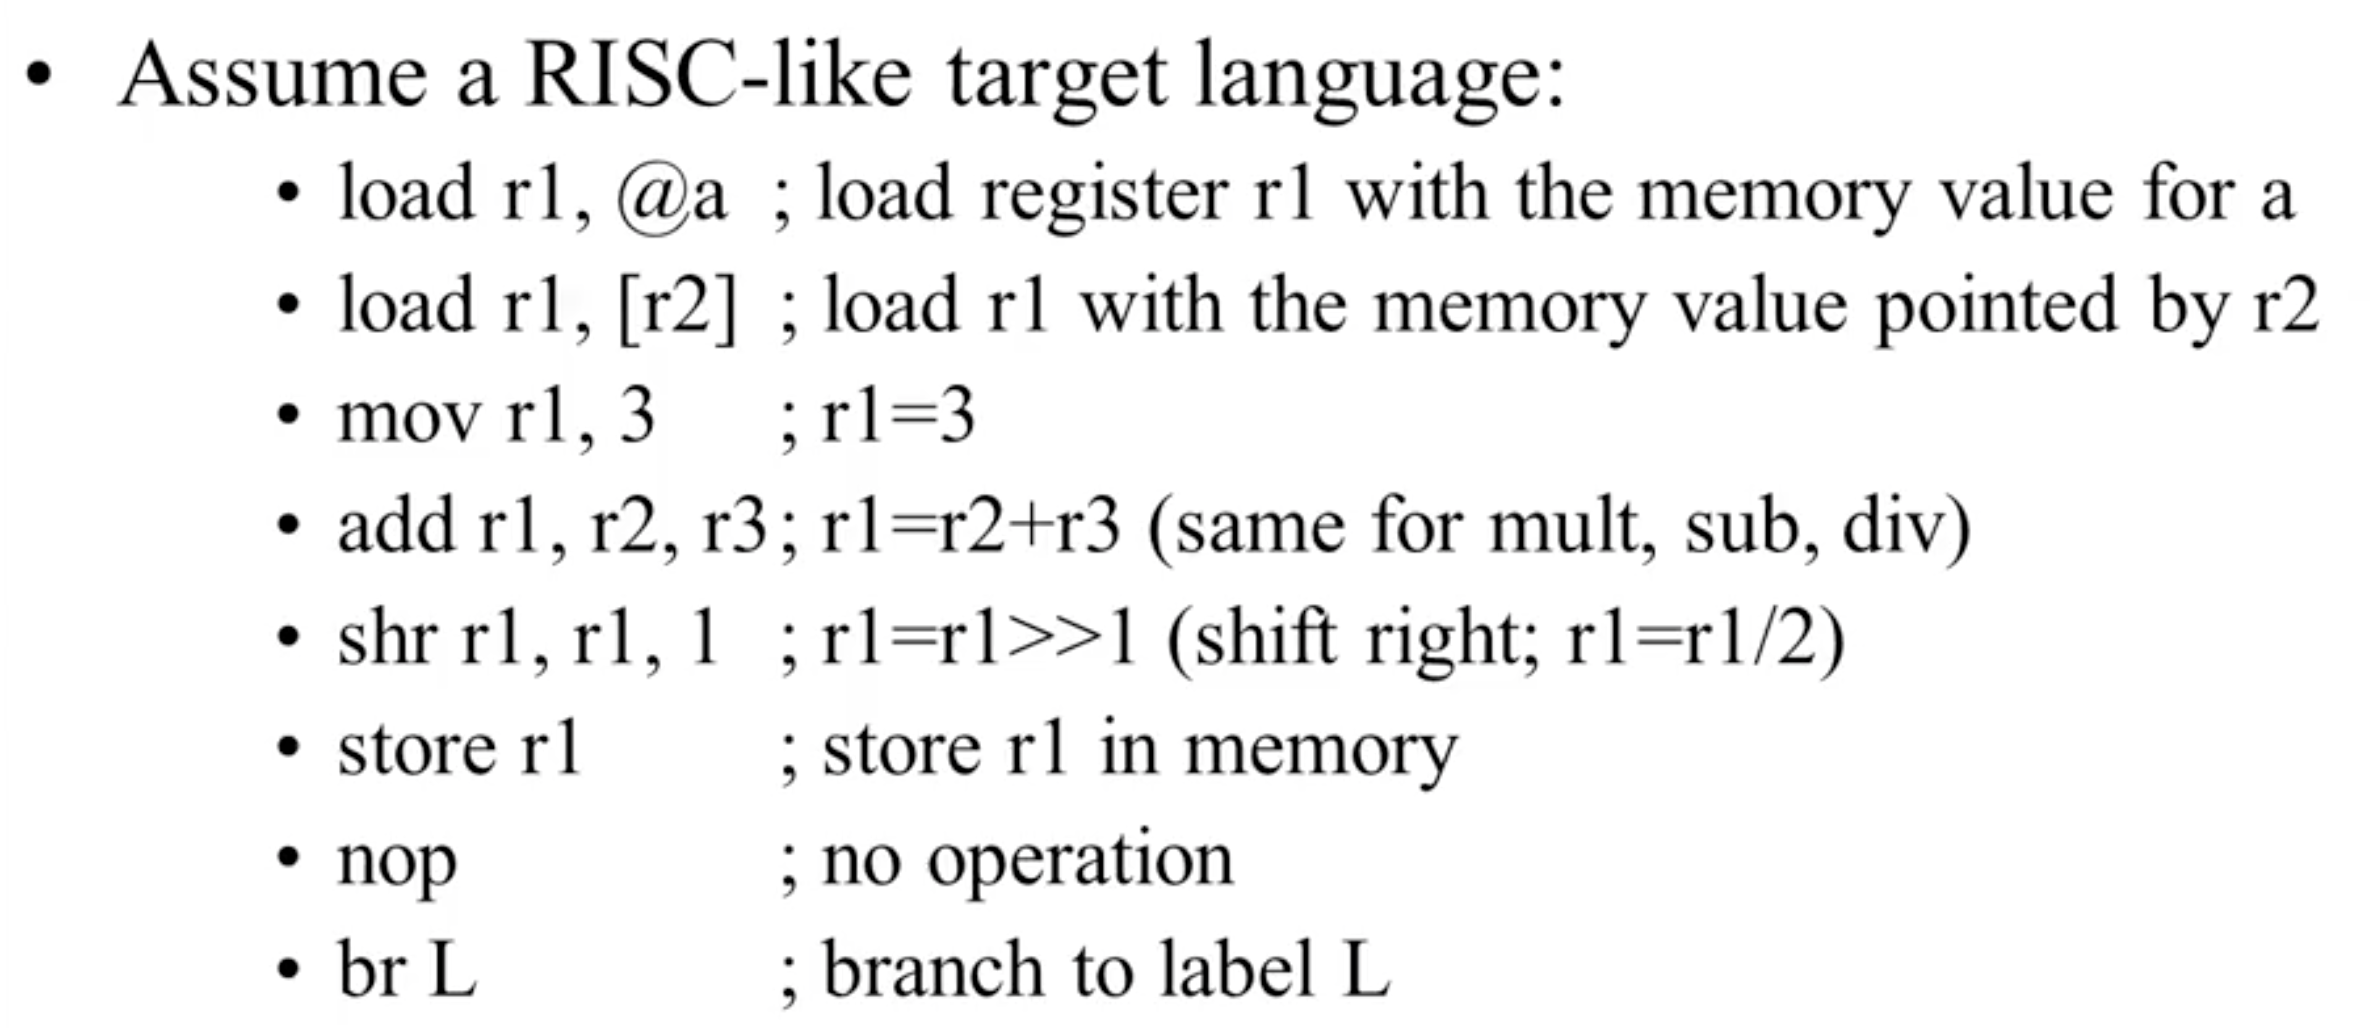 • Assume a RISC-like target language:
• load r1, @a ; load register r1 with the memory value for a
• load r1, [r2] ; load r1 with the memory value pointed by r2
• mov r1, 3 ; r1=3
• add r1, r2, r3; r1=r2+r3 (same for mult, sub, div)
• shr r1, r1, 1 ; r1=r1>>1 (shift right; r1=r1/2)
• store r1 ; store r1 in memory
• nop ; no operation
• br L ; branch to label L